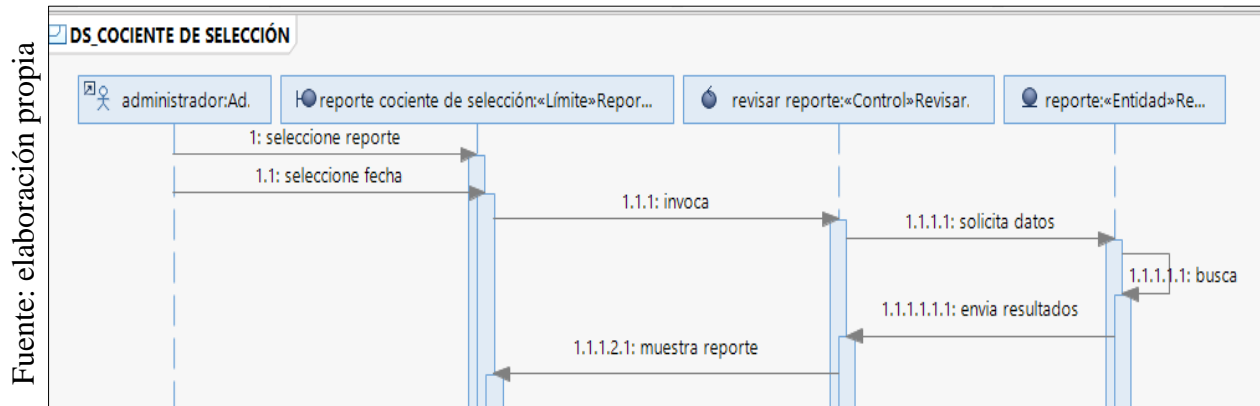 DS_COCIENTE DE SELECCIÓN
Fuente: elaboración propia
administrador:Ad.
reporte cociente de selección:«Límite»Repor...
revisar reporte:«Control»Revisar.
reporte:«Entidad»Re...
1: seleccione reporte
1.1: seleccione fecha
1.1.1: invoca
1.1.1.1: solicita datos
1.1.1.1.1: busca
1.1.1.1.1.1: envia resultados
1.1.1.2.1: muestra reporte